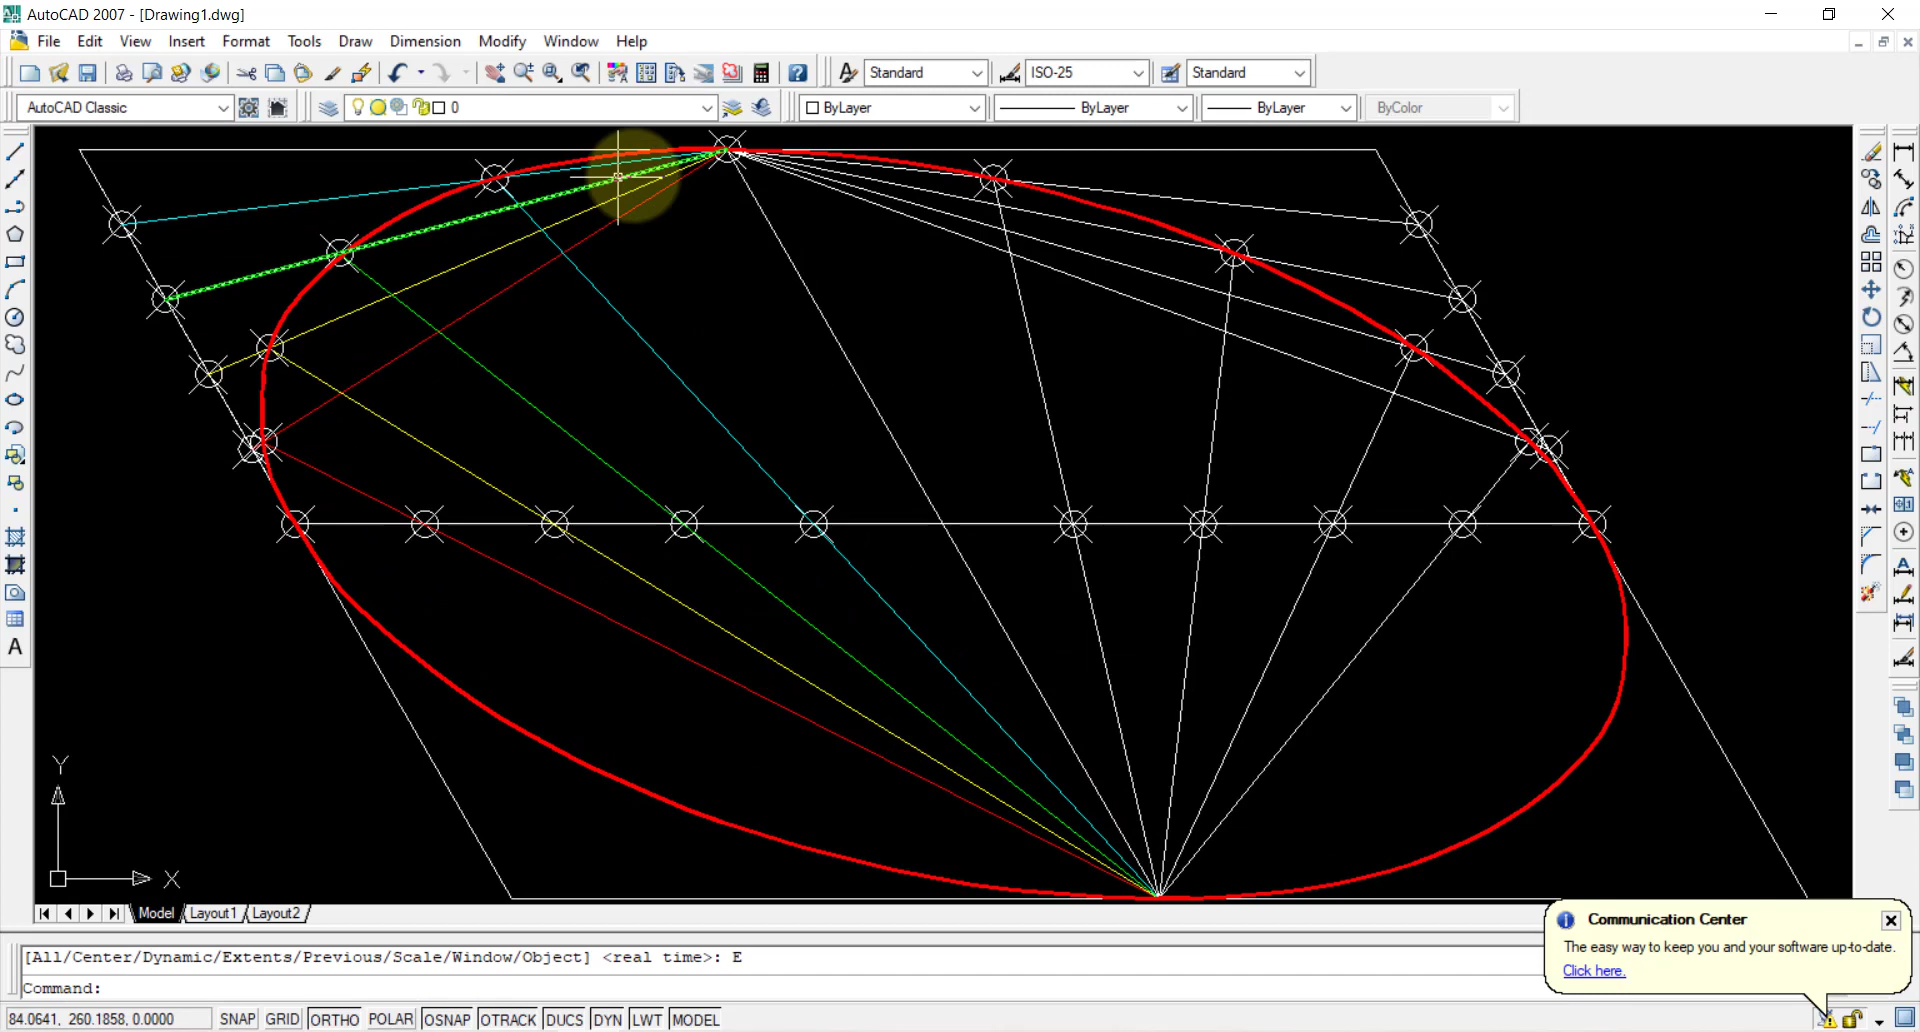 AutoCAD 2007 - [Drawing1.dwg]
File Edit View Insert Format Tools Draw Dimension Modify Window Help
Standard ISO-25 Standard
AutoCAD Classic 0 ByLayer ByLayer ByLayer ByColor
A
Y
X
Model Layout1 Layout2
[All/Center/Dynamic/Extents/Previous/Scale/Window/Object] <real time>: E
Command:
Communication Center
The easy way to keep you and your software up-to-date.
Click here.
84.0641, 260.1858, 0.0000 SNAP GRID ORTHO POLAR OSNAP OTRACK DUCS DYN LWT MODEL